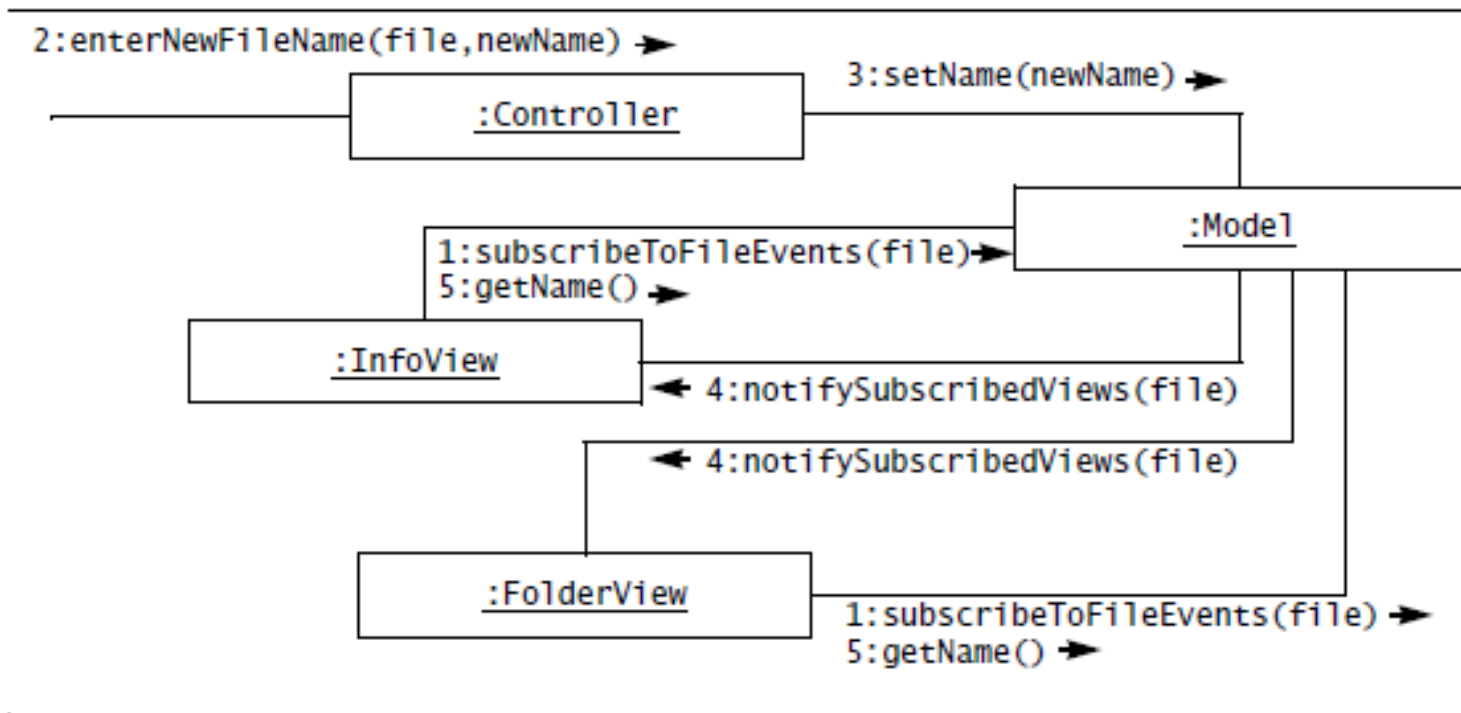 2:enterNewFileName(file,newName)
3:setName(newName)
:Controller
:Model
1:subscribeToFileEvents(file)
5:getName()
:InfoView
4:notifySubscribedViews(file)
4:notifySubscribedViews(file)
:FolderView
1:subscribeToFileEvents(file)
5:getName()